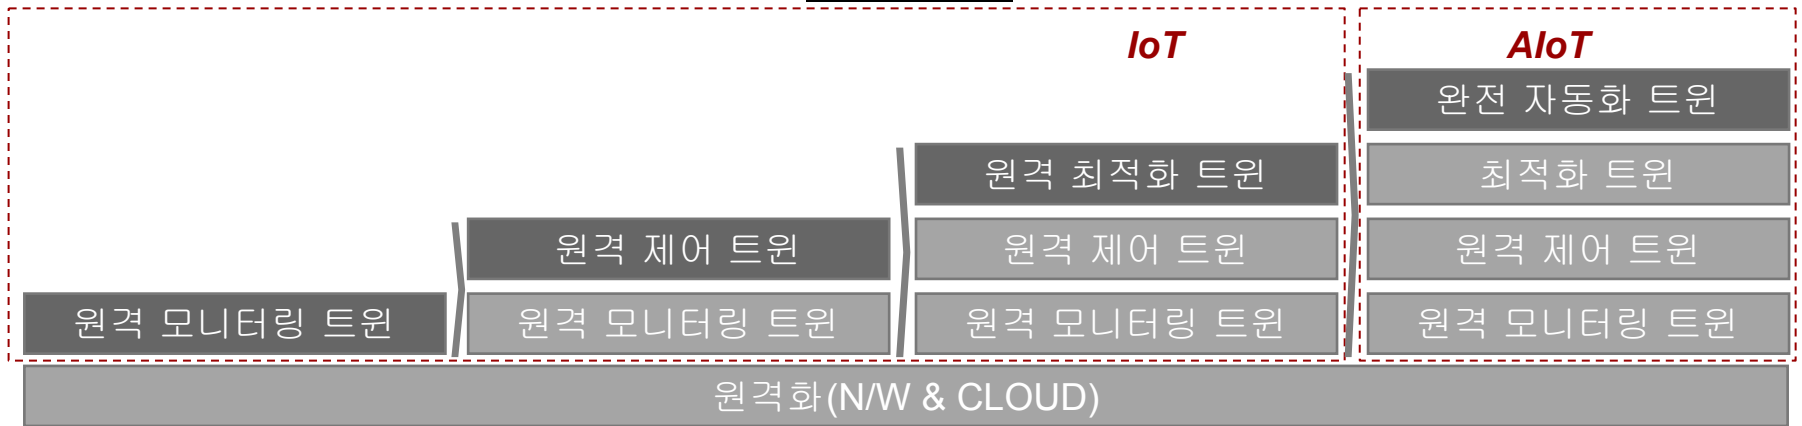 IoT
AIoT
완전 자동화 트윈
원격 최적화 트윈
최적화 트윈
원격 제어 트윈
원격 제어 트윈
원격 제어 트윈
원격 모니터링 트윈
원격 모니터링 트윈
원격 모니터링 트윈
원격 모니터링 트윈
원격화(N/W & CLOUD)